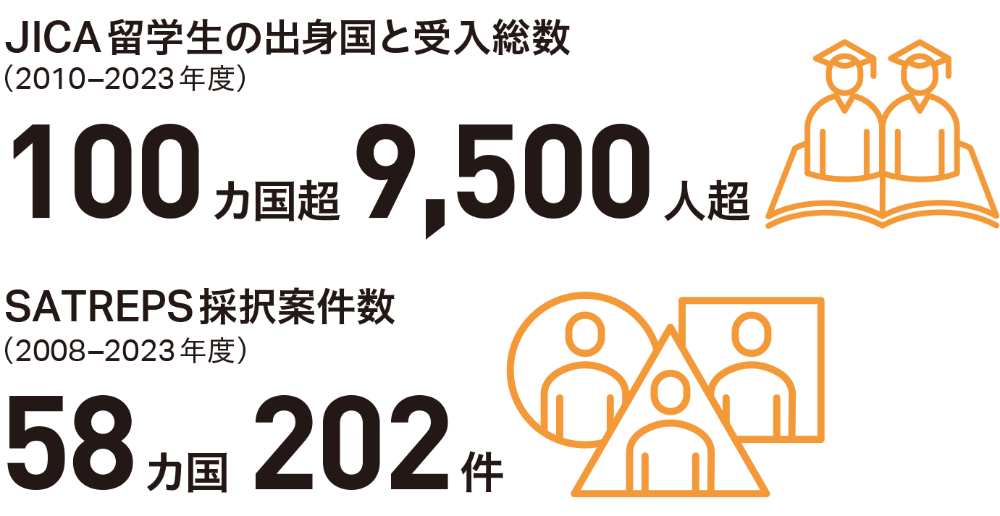 JICA留学生の出身国と受入総数
（2010–2023年度）
100カ国超 9,500人超
SATREPS採択案件数
（2008–2023年度）
58カ国 202件